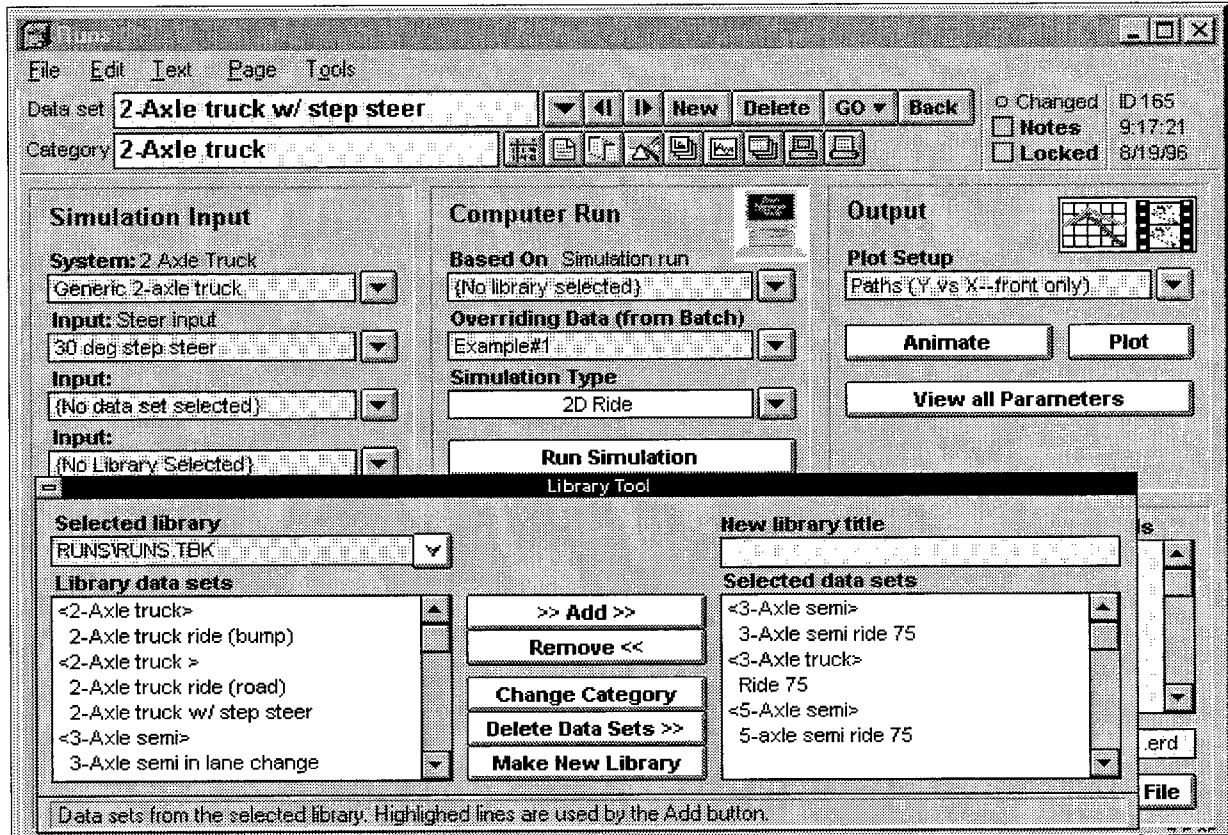 Runs
File Edit Text Page Tools
Data set 2-Axle truck w/ step steer New Delete GO Back Changed ID 165
Notes 9:17:21
Category 2-Axle truck Locked 8/19/96
Simulation Input
System: 2 Axle Truck
Generic 2-axle truck
Input: Steer input
30 deg step steer
Input:
{No data set selected}
Input:
{No Library Selected}
Computer Run
Based On Simulation run
{No library selected}
Overriding Data (from Batch)
Example#1
Simulation Type
2D Ride
Run Simulation
Output
Plot Setup
Paths (Y vs X--front only)
Animate Plot
View all Parameters
Library Tool
Selected library
RUNS\RUNS.TBK
Library data sets
<2-Axle truck>
2-Axle truck ride (bump)
<2-Axle truck >
2-Axle truck ride (road)
2-Axle truck w/ step steer
<3-Axle semi>
3-Axle semi in lane change
>> Add >>
Remove <<
Change Category
Delete Data Sets >>
Make New Library
New library title
Selected data sets
<3-Axle semi>
3-Axle semi ride 75
<3-Axle truck>
Ride 75
<5-Axle semi>
5-axle semi ride 75
s
.erd
File
Data sets from the selected library. Highlighed lines are used by the Add button.